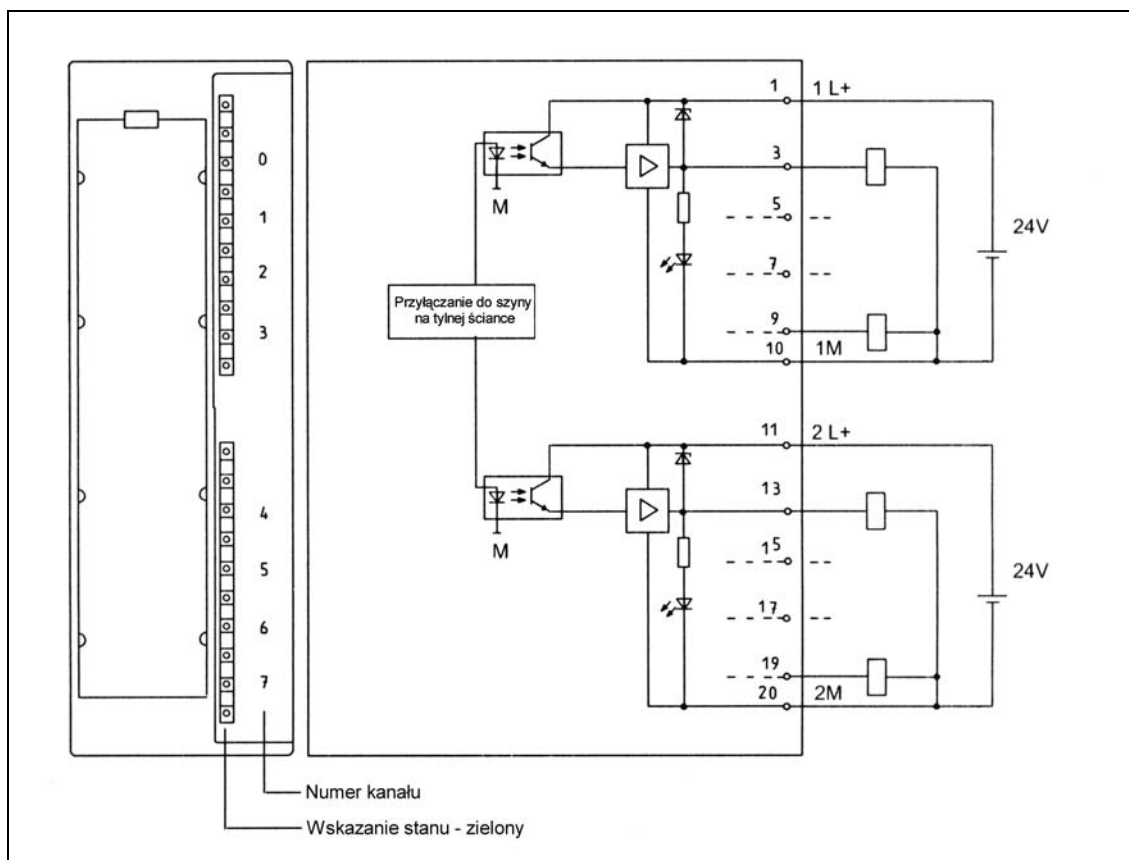 0
1
2
3
4
5
6
7
Numer kanału
Wskazanie stanu - zielony
M
Przyłączanie do szyny
na tylnej ściance
M
1 1 L+
3
5
7
9
10 1M
24V
11 2 L+
13
15
17
19
20 2M
24V